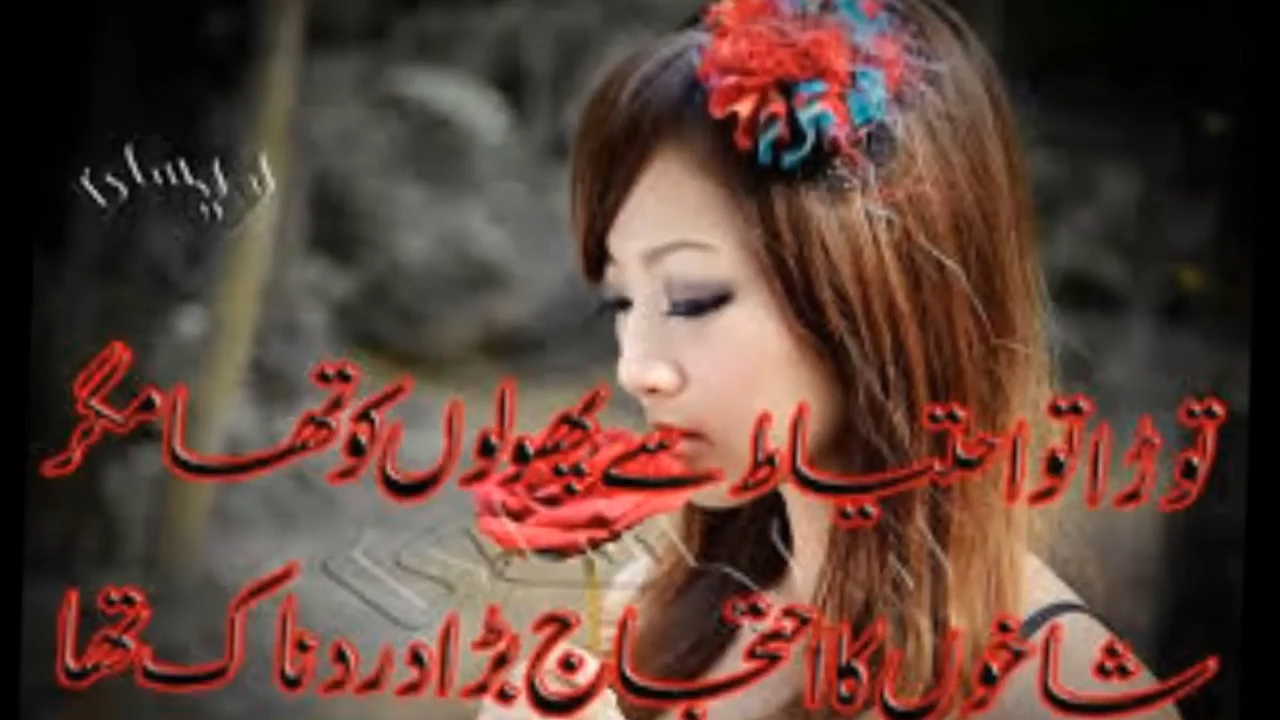 توڑا تو احتیاط سے پھولوں کو تھا مگر
شاخوں کا احتجاج بڑا دردناک تھا